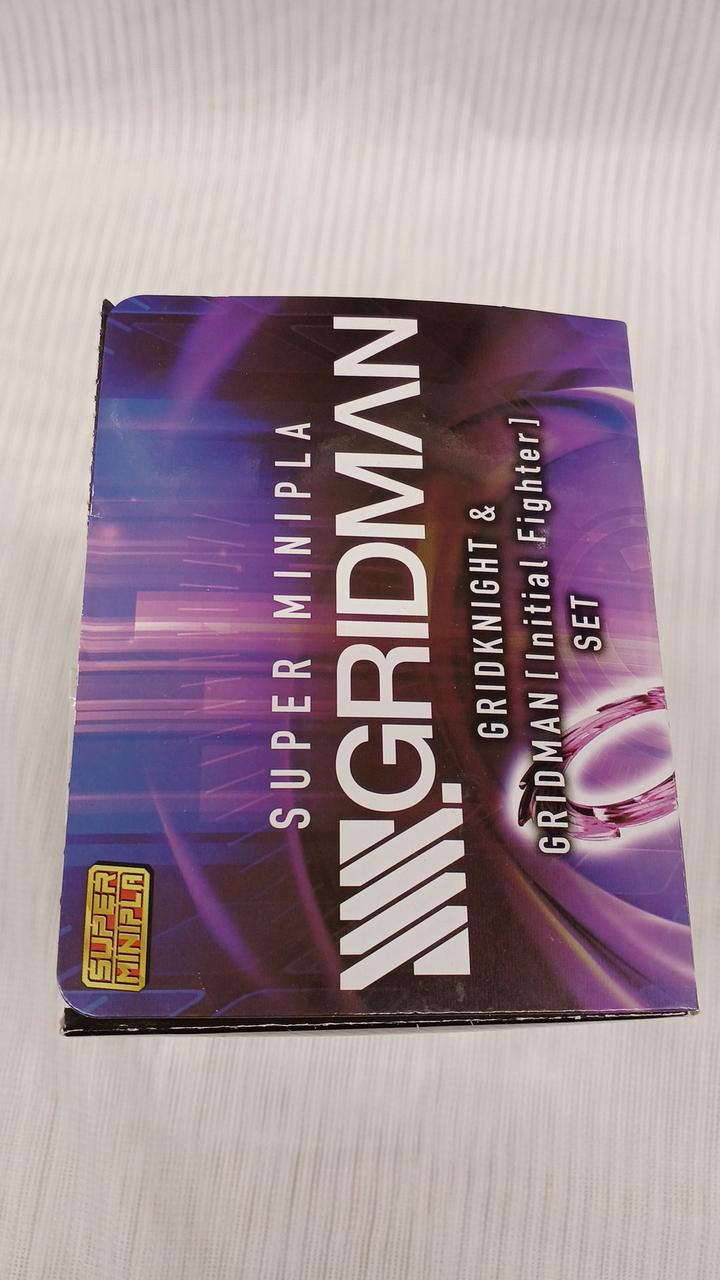 SUPER
MINIPLA
SUPER MINIPLA
GRIDMAN
GRIDKNIGHT &
GRIDMAN [Initial Fighter]
SET